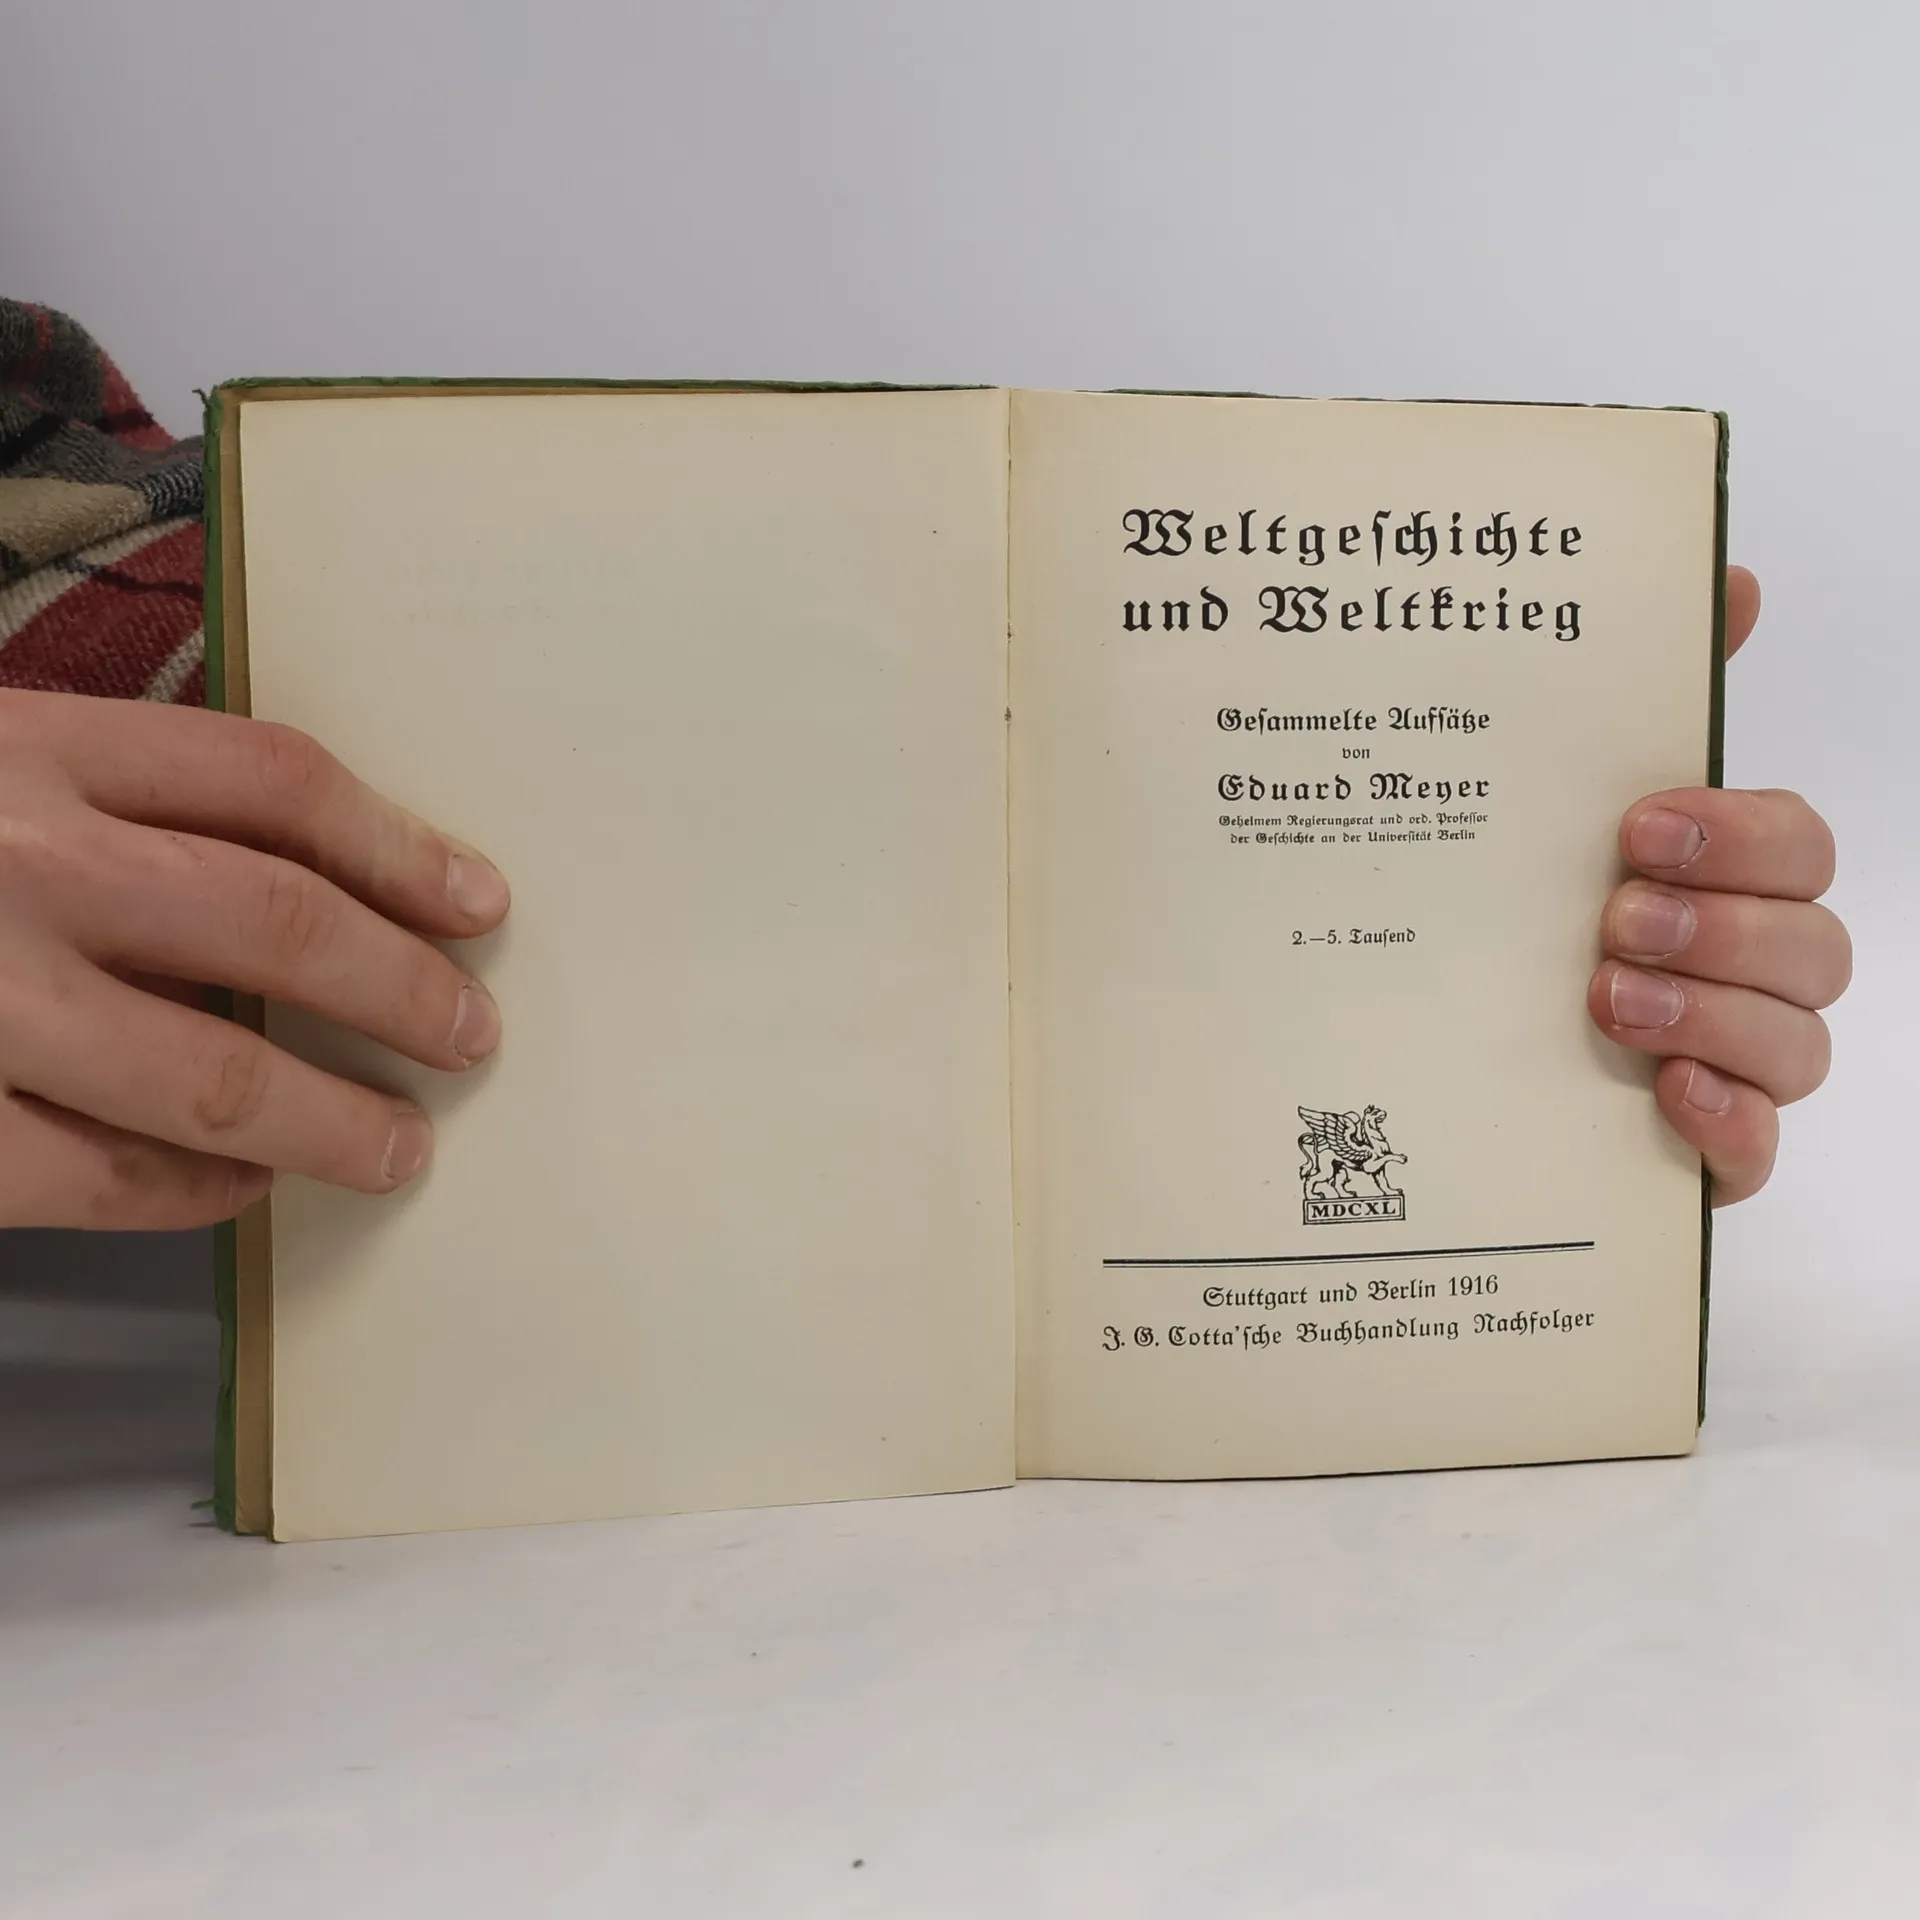 Weltgeſchichte
und Weltkrieg
Geſammelte Aufſätze
von
Eduard Meyer
Geheimem Regierungsrat und ord. Profeſſor
der Geſchichte an der Univerſität Berlin
2.—5. Tauſend
MDCXL
Stuttgart und Berlin 1916
J. G. Cotta'ſche Buchhandlung Nachfolger